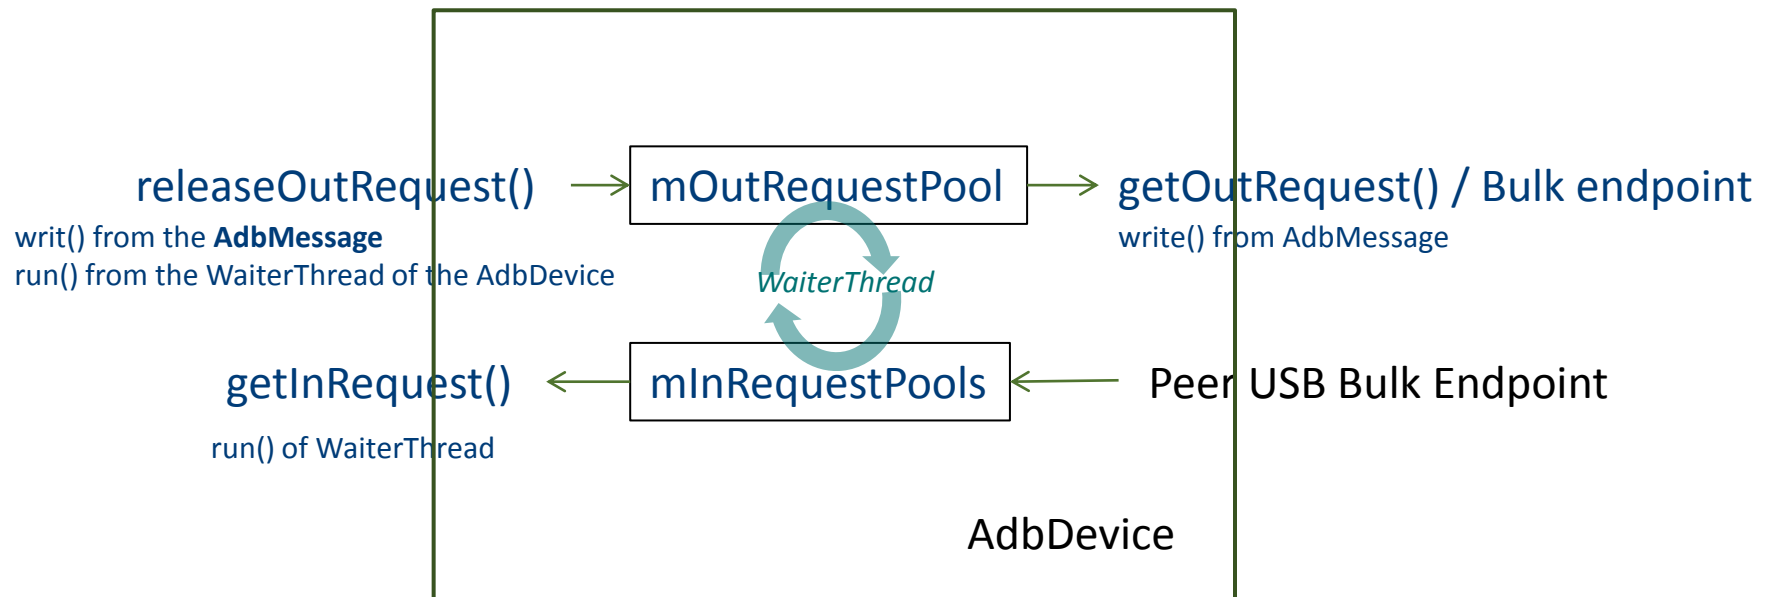 releaseOutRequest()
mOutRequestPool
getOutRequest() / Bulk endpoint
writ() from the AdbMessage
run() from the WaiterThread of the AdbDevice
write() from AdbMessage
WaiterThread
getInRequest()
mInRequestPools
Peer USB Bulk Endpoint
run() of WaiterThread
AdbDevice